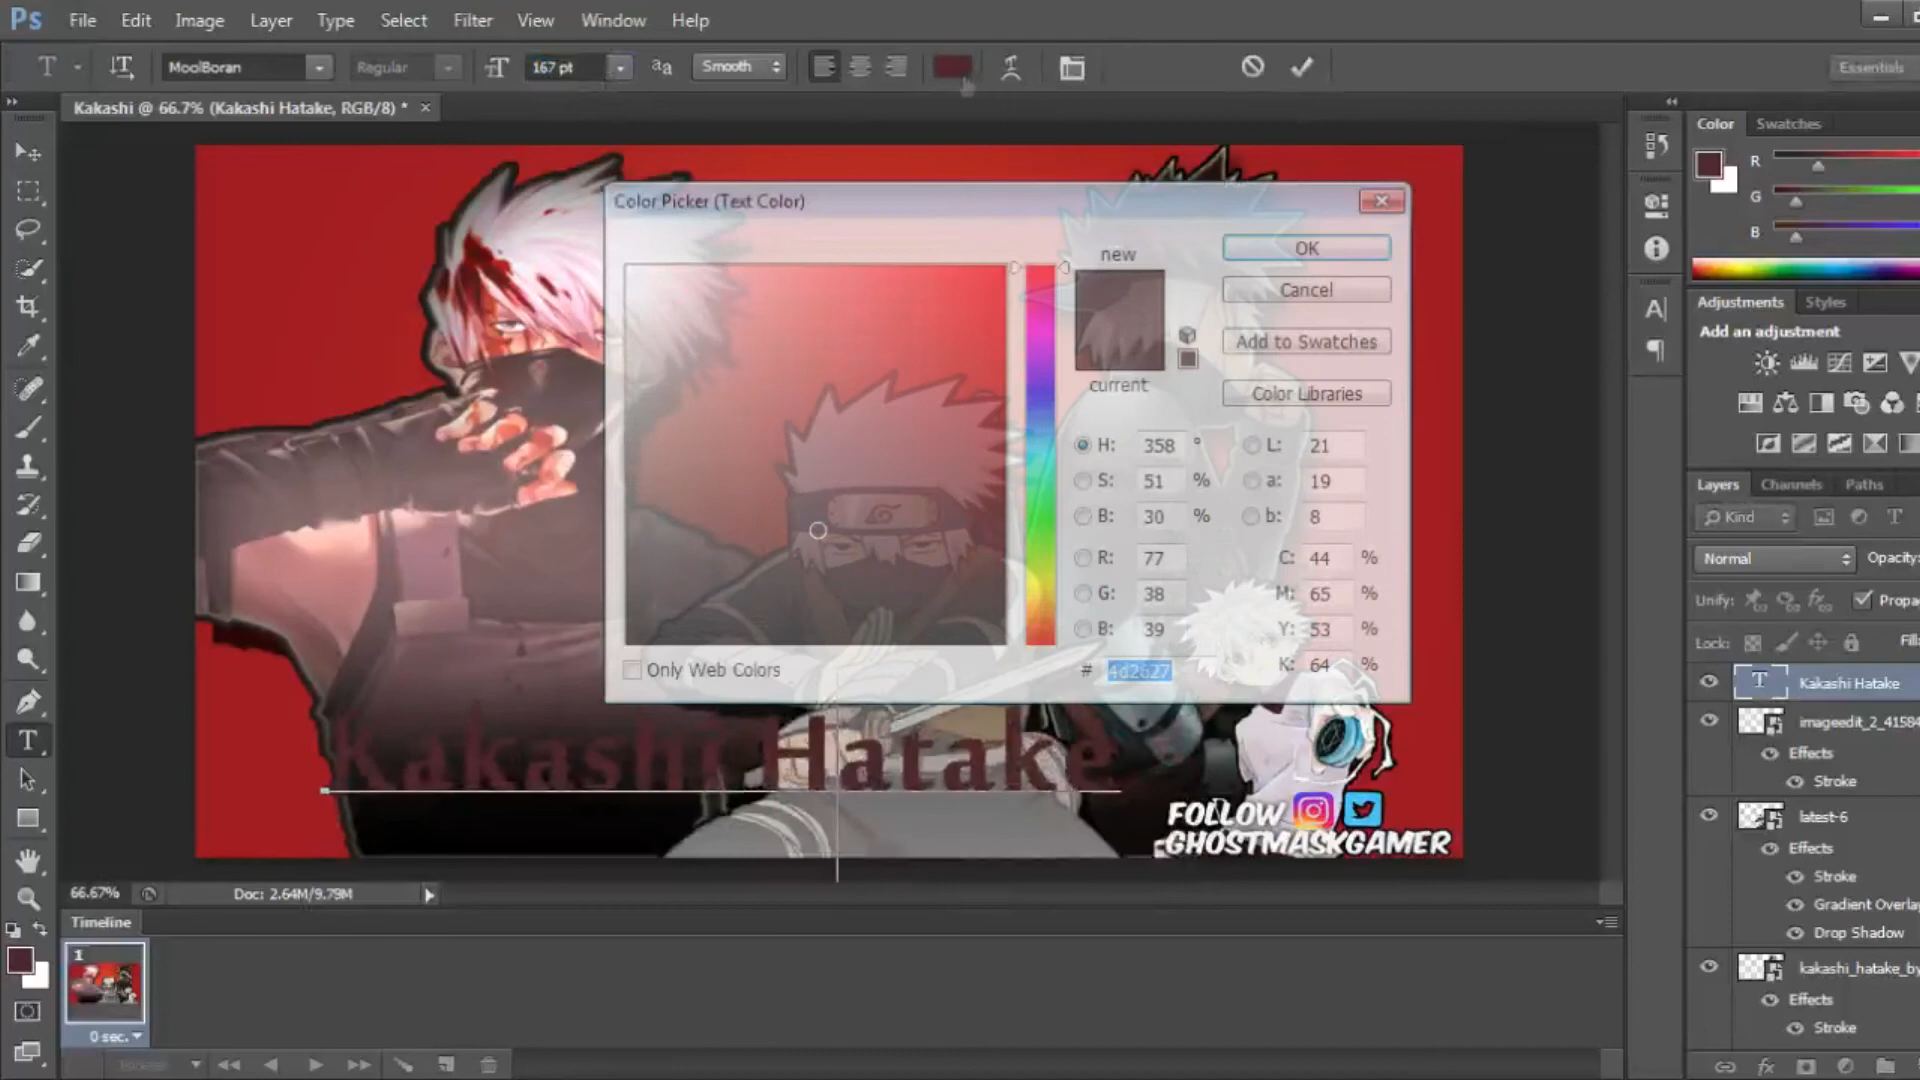 Ps File Edit Image Layer Type Select Filter View Window Help
T MoolBoran Regular 167 pt aa Smooth Essentials
Kakashi @ 66.7% (Kakashi Hatake, RGB/8) * ×
Color Swatches
R
G
B
Adjustments Styles
Add an adjustment
Color Picker (Text Color)
new
current
OK
Cancel
Add to Swatches
Color Libraries
H: 358 ° L: 21
S: 51 % a: 19
B: 30 % b: 8
R: 77 C: 44 %
G: 38 M: 65 %
B: 39 Y: 53 %
# 4d2627 K: 64 %
Only Web Colors
Kakashi Hatake
FOLLOW
GHOSTMASKGAMER
Layers Channels Paths
Kind
Normal Opacity:
Unify: Propa
Lock: Fill:
T Kakashi Hatake
imageedit_2_41584
Effects
Stroke
latest-6
Effects
Stroke
Gradient Overlay
Drop Shadow
kakashi_hatake_by
Effects
Stroke
66.67% Doc: 2.64M/9.79M
Timeline
1
0 sec.